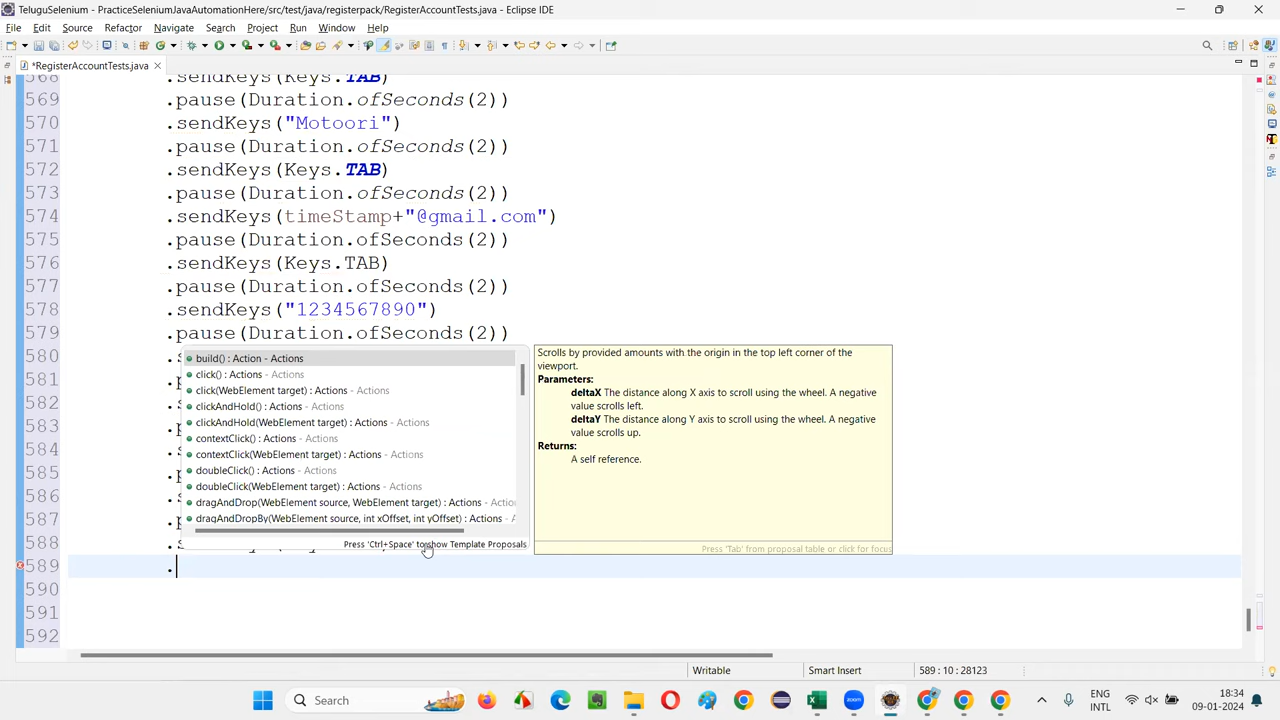 TeluguSelenium - PracticeSeleniumJavaAutomationHere/src/test/java/registerpack/RegisterAccountTests.java - Eclipse IDE
File Edit Source Refactor Navigate Search Project Run Window Help
*RegisterAccountTests.java
568 .sendKeys(Keys.TAB)
569 .pause(Duration.ofSeconds(2))
570 .sendKeys("Motoori")
571 .pause(Duration.ofSeconds(2))
572 .sendKeys(Keys.TAB)
573 .pause(Duration.ofSeconds(2))
574 .sendKeys(timeStamp+"@gmail.com")
575 .pause(Duration.ofSeconds(2))
576 .sendKeys(Keys.TAB)
577 .pause(Duration.ofSeconds(2))
578 .sendKeys("1234567890")
579 .pause(Duration.ofSeconds(2))
580 .s
581 .p
582 .s
583 .p
584 .s
585 .p
586 .s
587 .p
588 .s
589 .
590
591
592
build() : Action - Actions
click() : Actions - Actions
click(WebElement target) : Actions - Actions
clickAndHold() : Actions - Actions
clickAndHold(WebElement target) : Actions - Actions
contextClick() : Actions - Actions
contextClick(WebElement target) : Actions - Actions
doubleClick() : Actions - Actions
doubleClick(WebElement target) : Actions - Actions
dragAndDrop(WebElement source, WebElement target) : Actions - Actio
dragAndDropBy(WebElement source, int xOffset, int yOffset) : Actions - A
Press 'Ctrl+Space' to show Template Proposals
Scrolls by provided amounts with the origin in the top left corner of the
viewport.
Parameters:
deltaX The distance along X axis to scroll using the wheel. A negative
value scrolls left.
deltaY The distance along Y axis to scroll using the wheel. A negative
value scrolls up.
Returns:
A self reference.
Press 'Tab' from proposal table or click for focus
Writable Smart Insert 589 : 10 : 28123
Search
ENG
INTL
18:34
09-01-2024